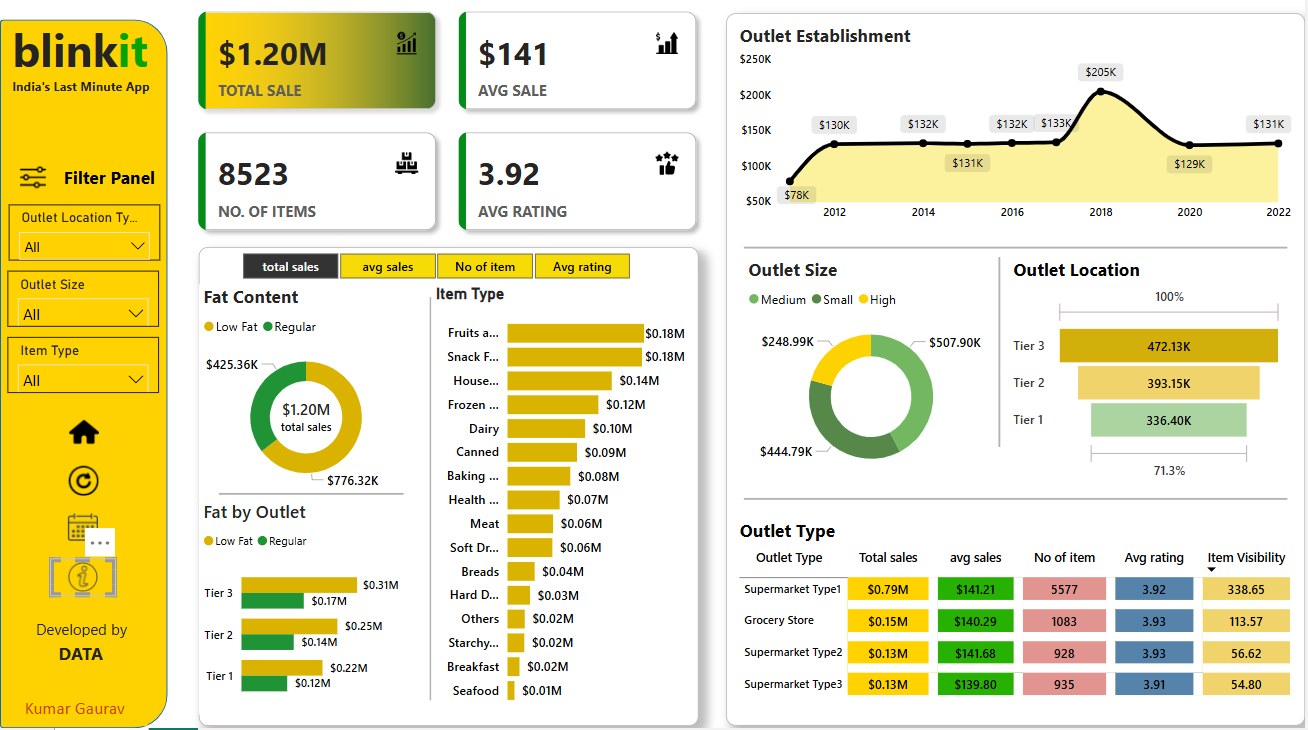 blinkit
India's Last Minute App
Filter Panel
Outlet Location Ty...
All
Outlet Size
All
Item Type
All
Developed by
DATA
Kumar Gaurav
$1.20M
TOTAL SALE
$141
AVG SALE
8523
NO. OF ITEMS
3.92
AVG RATING
total sales avg sales No of item Avg rating
Fat Content
Low Fat Regular
$425.36K
$1.20M
total sales
$776.32K
Fat by Outlet
Low Fat Regular
Tier 3 $0.31M
$0.17M
Tier 2 $0.25M
$0.14M
Tier 1 $0.22M
$0.12M
Item Type
Fruits a... $0.18M
Snack F... $0.18M
House... $0.14M
Frozen ... $0.12M
Dairy $0.10M
Canned $0.09M
Baking ... $0.08M
Health ... $0.07M
Meat $0.06M
Soft Dr... $0.06M
Breads $0.04M
Hard D... $0.03M
Others $0.02M
Starchy... $0.02M
Breakfast $0.02M
Seafood $0.01M
Outlet Establishment
$250K
$200K
$150K
$100K
$50K
$78K
$130K
$132K
$131K
$132K
$133K
$205K
$129K
$131K
2012 2014 2016 2018 2020 2022
Outlet Size
Medium Small High
$248.99K
$507.90K
$444.79K
Outlet Location
100%
Tier 3 472.13K
Tier 2 393.15K
Tier 1 336.40K
71.3%
Outlet Type
Outlet Type Total sales avg sales No of item Avg rating Item Visibility
Supermarket Type1 $0.79M $141.21 5577 3.92 338.65
Grocery Store $0.15M $140.29 1083 3.93 113.57
Supermarket Type2 $0.13M $141.68 928 3.93 56.62
Supermarket Type3 $0.13M $139.80 935 3.91 54.80